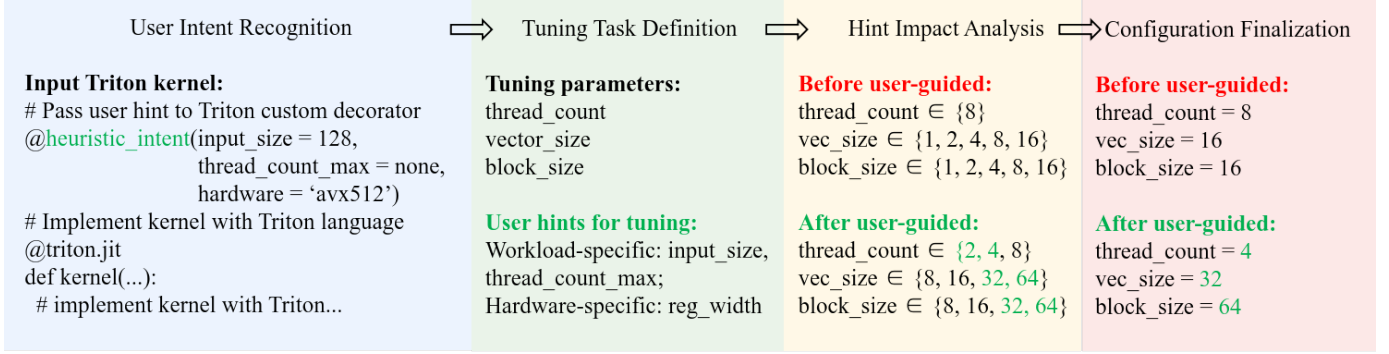 User Intent Recognition
Input Triton kernel:
# Pass user hint to Triton custom decorator
@heuristic_intent(input_size = 128,
thread_count_max = none,
hardware = ‘avx512’)
# Implement kernel with Triton language
@triton.jit
def kernel(...):
# implement kernel with Triton...
Tuning Task Definition
Tuning parameters:
thread_count
vector_size
block_size
User hints for tuning:
Workload-specific: input_size,
thread_count_max;
Hardware-specific: reg_width
Hint Impact Analysis
Before user-guided:
thread_count ∈ {8}
vec_size ∈ {1, 2, 4, 8, 16}
block_size ∈ {1, 2, 4, 8, 16}
After user-guided:
thread_count ∈ {2, 4, 8}
vec_size ∈ {8, 16, 32, 64}
block_size ∈ {8, 16, 32, 64}
Configuration Finalization
Before user-guided:
thread_count = 8
vec_size = 16
block_size = 16
After user-guided:
thread_count = 4
vec_size = 32
block_size = 64